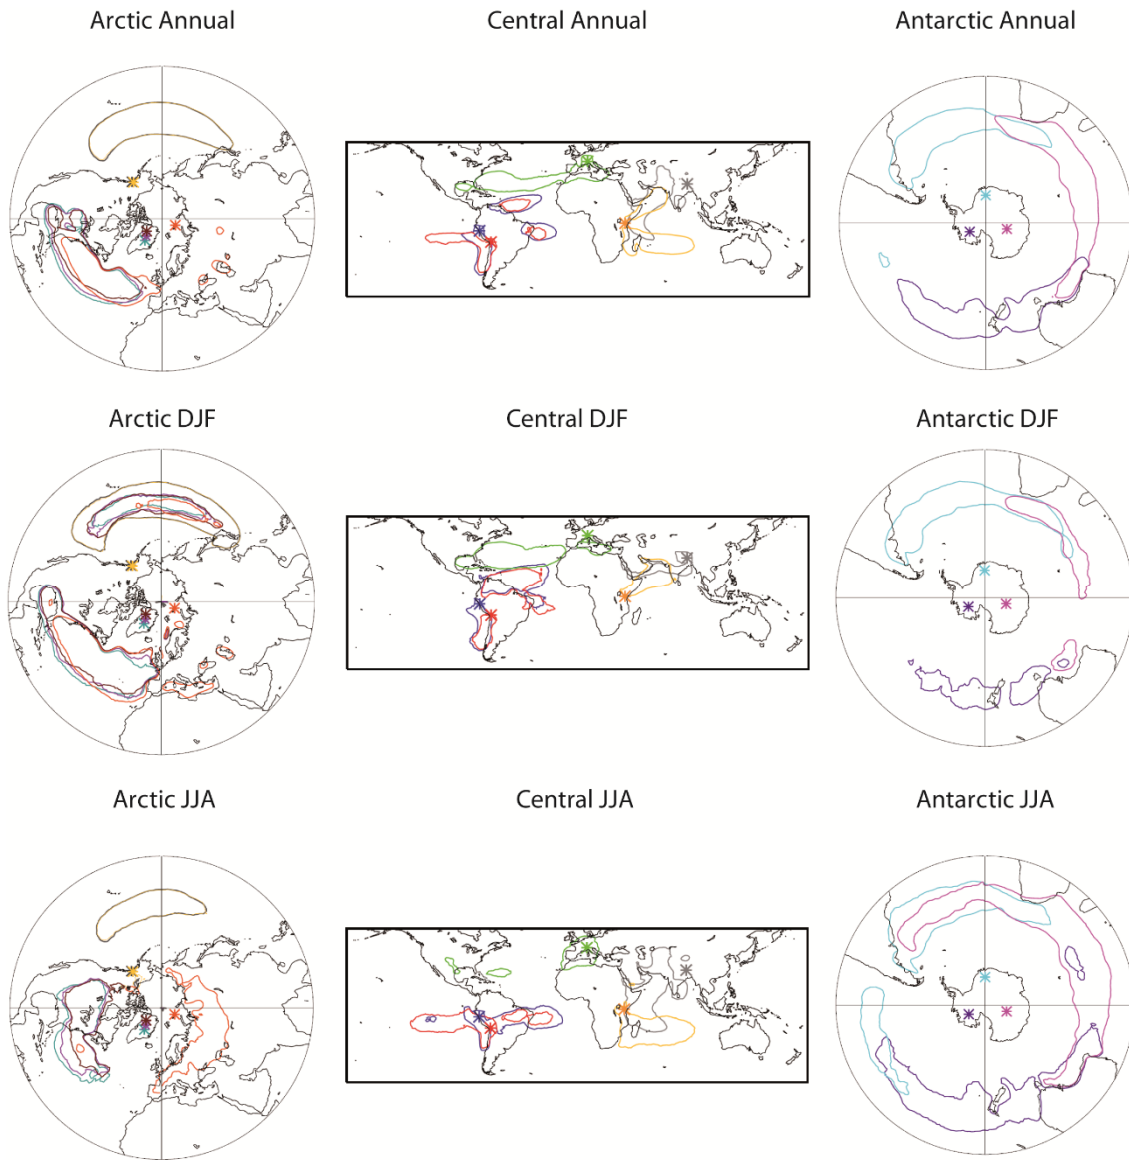 Arctic Annual
Central Annual
Antarctic Annual
Arctic DJF
Central DJF
Antarctic DJF
Arctic JJA
Central JJA
Antarctic JJA